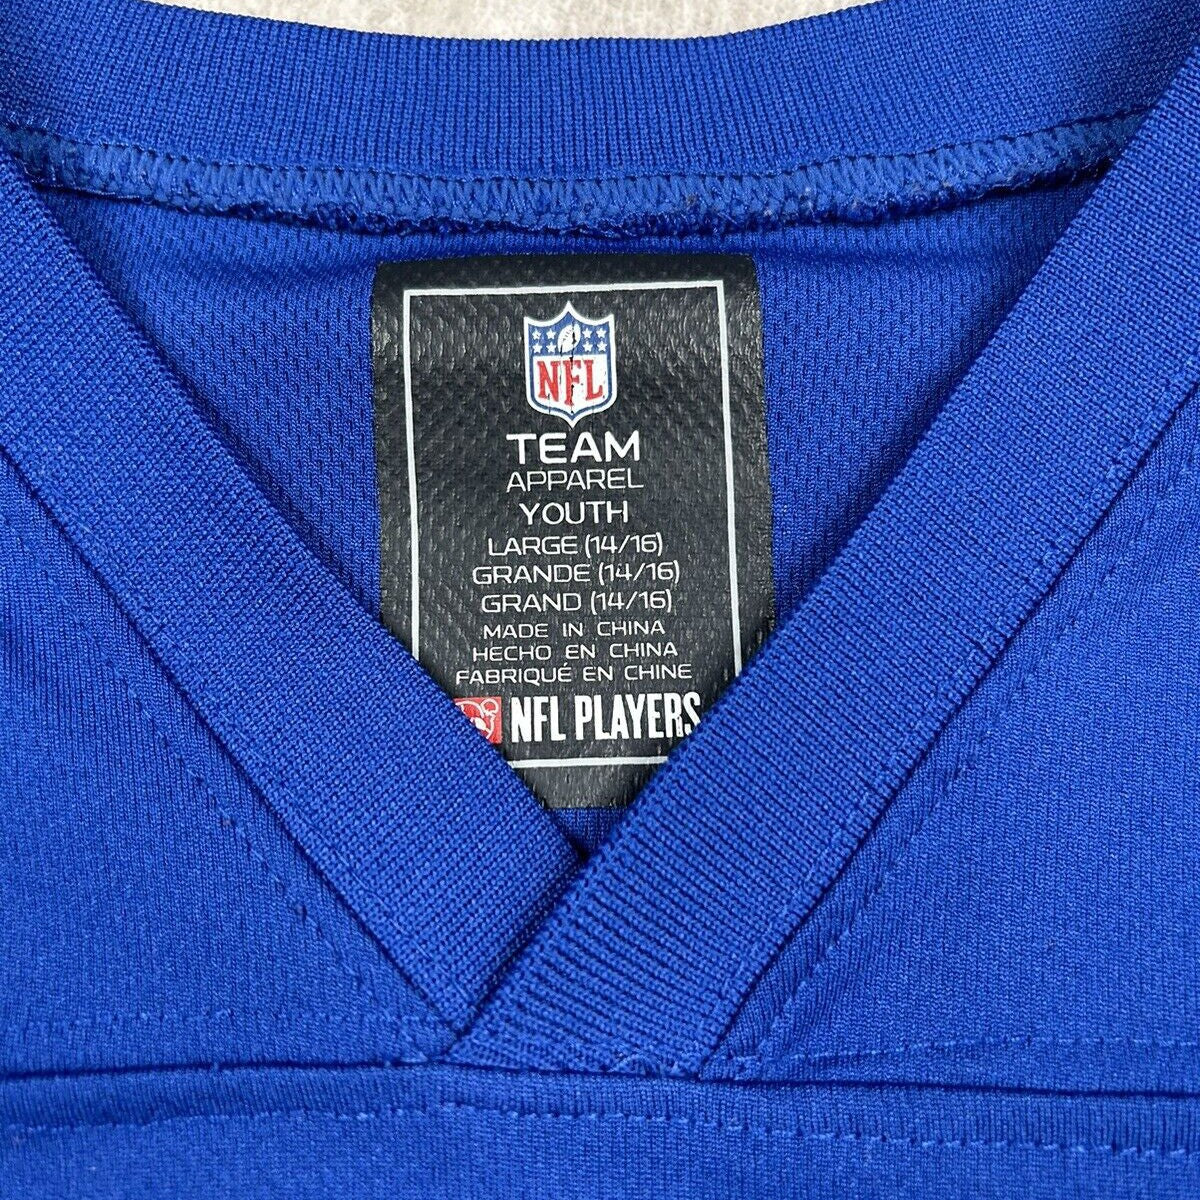 NFL
TEAM
APPAREL
YOUTH
LARGE (14/16)
GRANDE (14/16)
GRAND (14/16)
MADE IN CHINA
HECHO EN CHINA
FABRIQUÉ EN CHINE
NFL PLAYERS